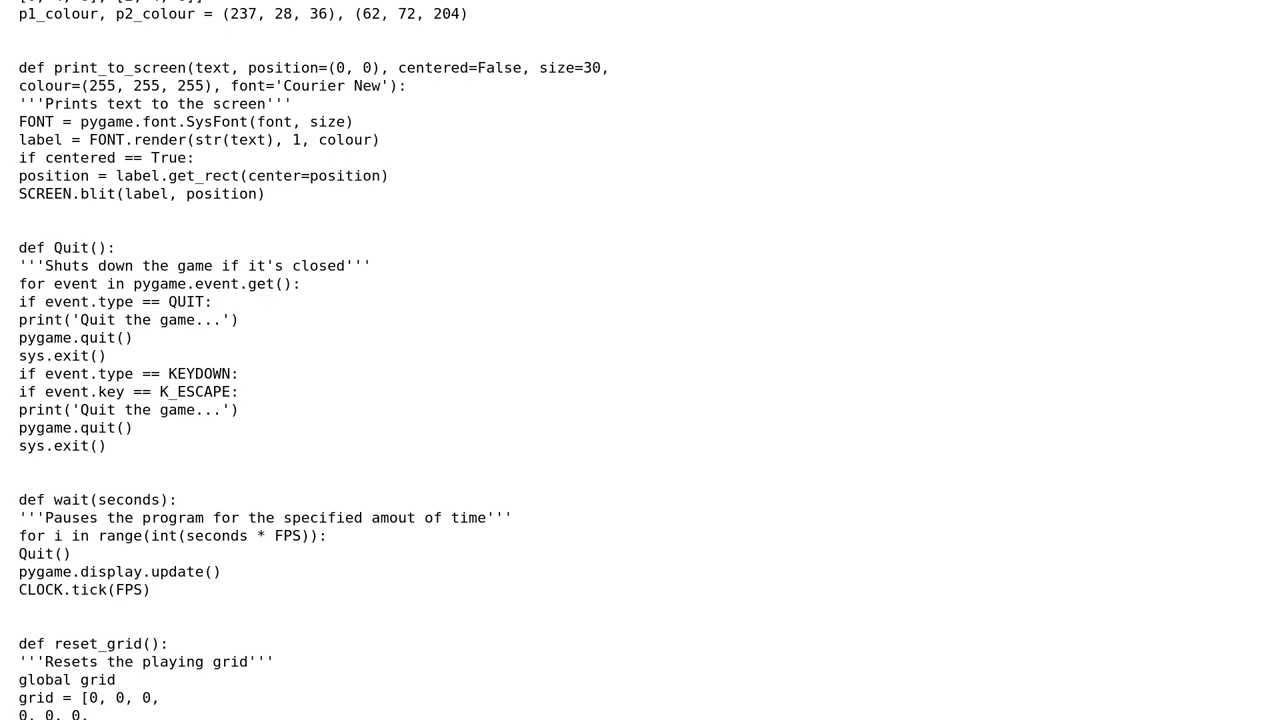 p1_colour, p2_colour = (237, 28, 36), (62, 72, 204)
def print_to_screen(text, position=(0, 0), centered=False, size=30,
colour=(255, 255, 255), font='Courier New'):
'''Prints text to the screen'''
FONT = pygame.font.SysFont(font, size)
label = FONT.render(str(text), 1, colour)
if centered == True:
position = label.get_rect(center=position)
SCREEN.blit(label, position)
def Quit():
'''Shuts down the game if it's closed'''
for event in pygame.event.get():
if event.type == QUIT:
print('Quit the game...')
pygame.quit()
sys.exit()
if event.type == KEYDOWN:
if event.key == K_ESCAPE:
print('Quit the game...')
pygame.quit()
sys.exit()
def wait(seconds):
'''Pauses the program for the specified amout of time'''
for i in range(int(seconds * FPS)):
Quit()
pygame.display.update()
CLOCK.tick(FPS)
def reset_grid():
'''Resets the playing grid'''
global grid
grid = [0, 0, 0,
0, 0, 0,